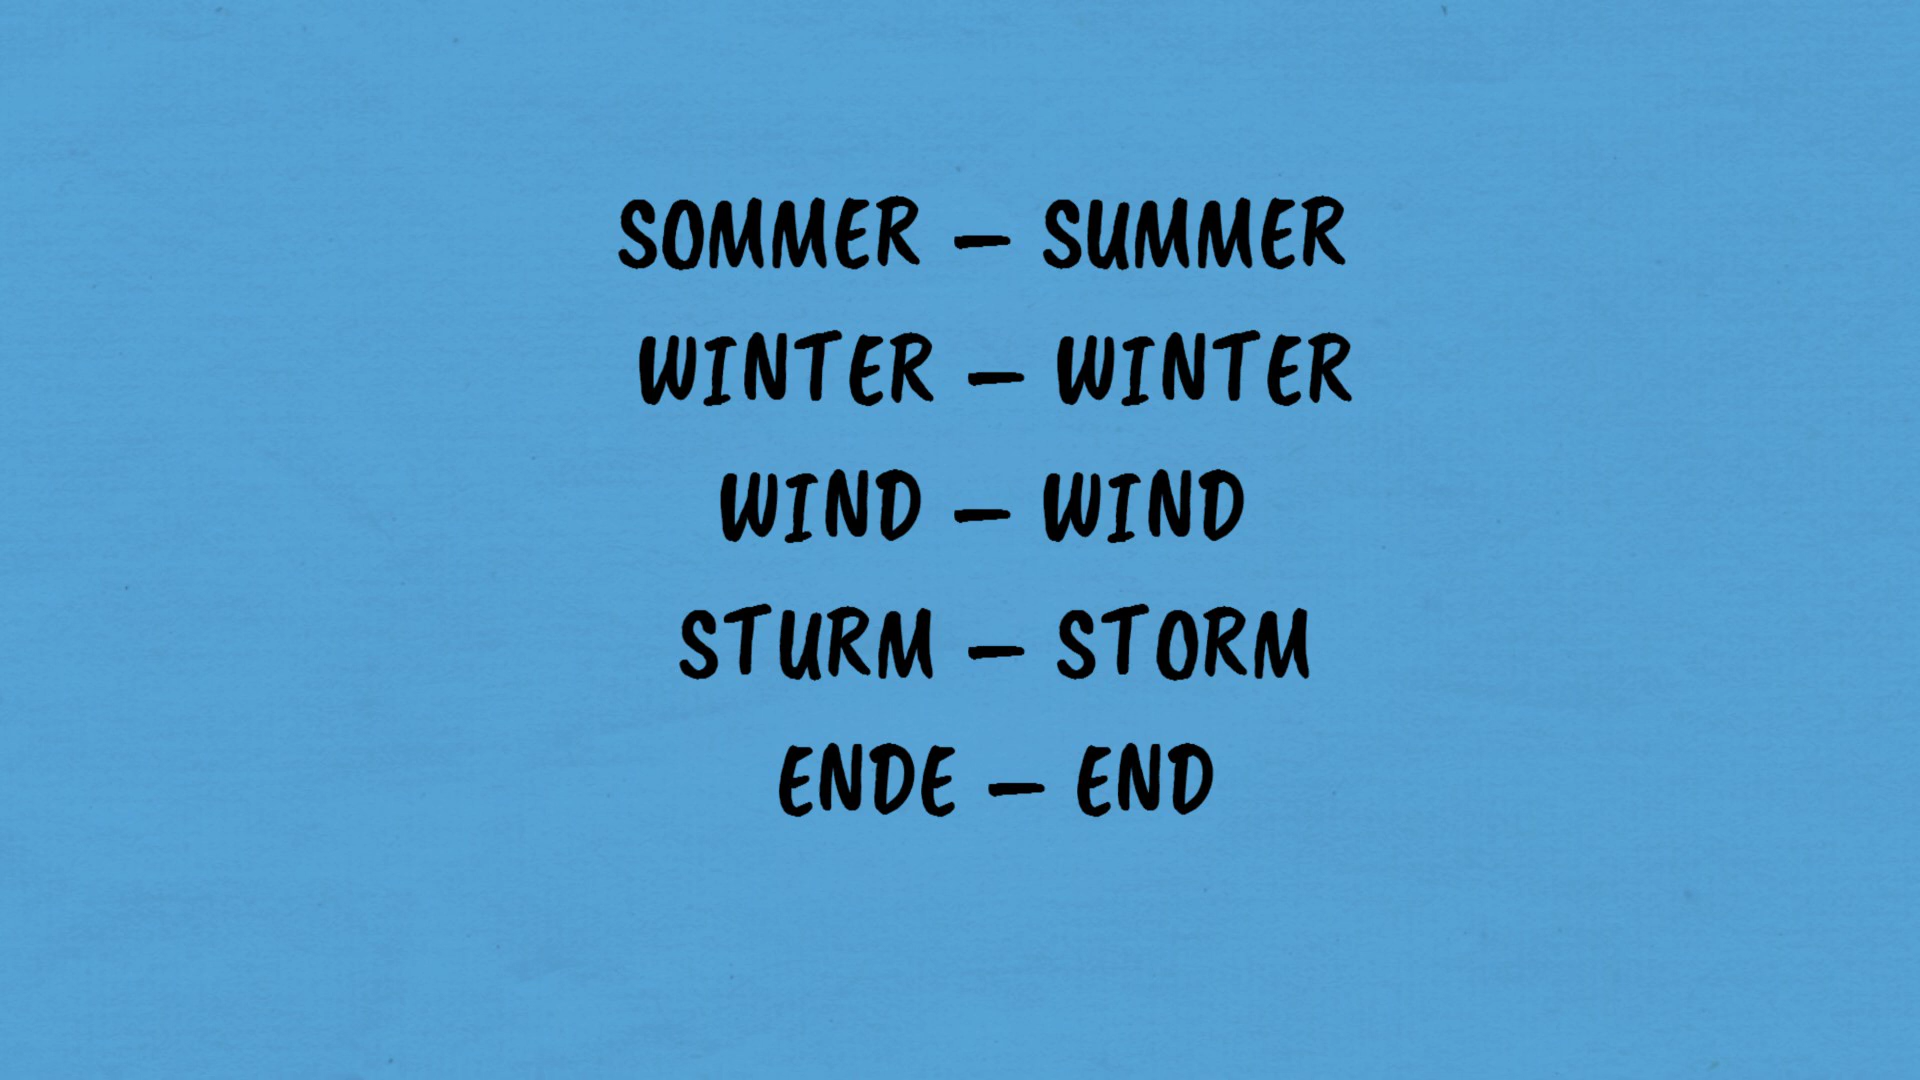 SOMMER – SUMMER
WINTER – WINTER
WIND – WIND
STURM – STORM
ENDE – END